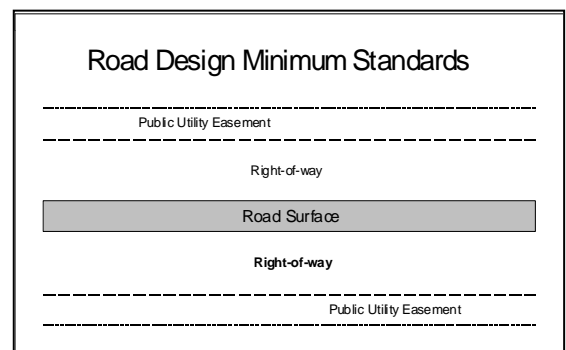 Road Design Minimum Standards
Public Utility Easement
Right-of-way
Road Surface
Right-of-way
Public Utility Easement